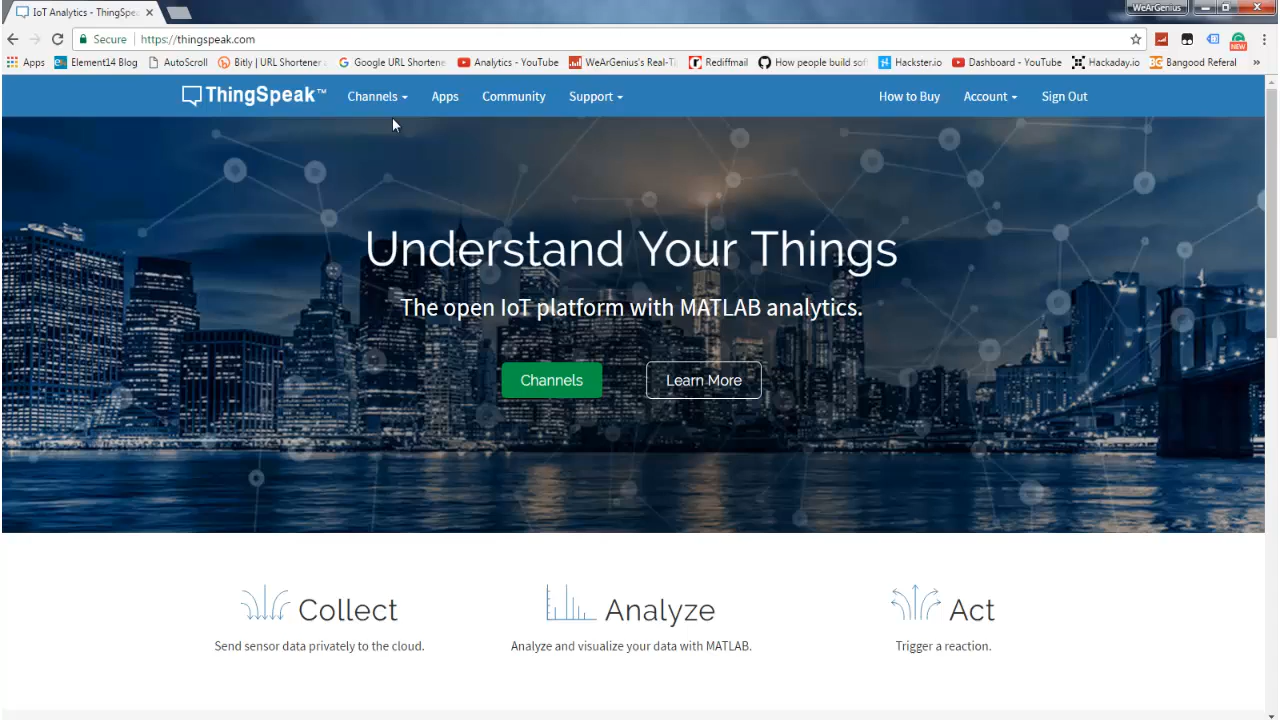 IoT Analytics - ThingSpe
WeArGenius
Secure
https://thingspeak.com
NEW
Apps
Element14 Blog
AutoScroll
Bitly | URL Shortener
Google URL Shortene
Analytics - YouTube
WeArGenius's Real-Ti
Rediffmail
How people build sof
Hackster.io
Dashboard - YouTube
Hackaday.io
Bangood Referal
»
ThingSpeak™
Channels
Apps
Community
Support
How to Buy
Account
Sign Out
Understand Your Things
The open IoT platform with MATLAB analytics.
Channels
Learn More
Collect
Send sensor data privately to the cloud.
Analyze
Analyze and visualize your data with MATLAB.
Act
Trigger a reaction.